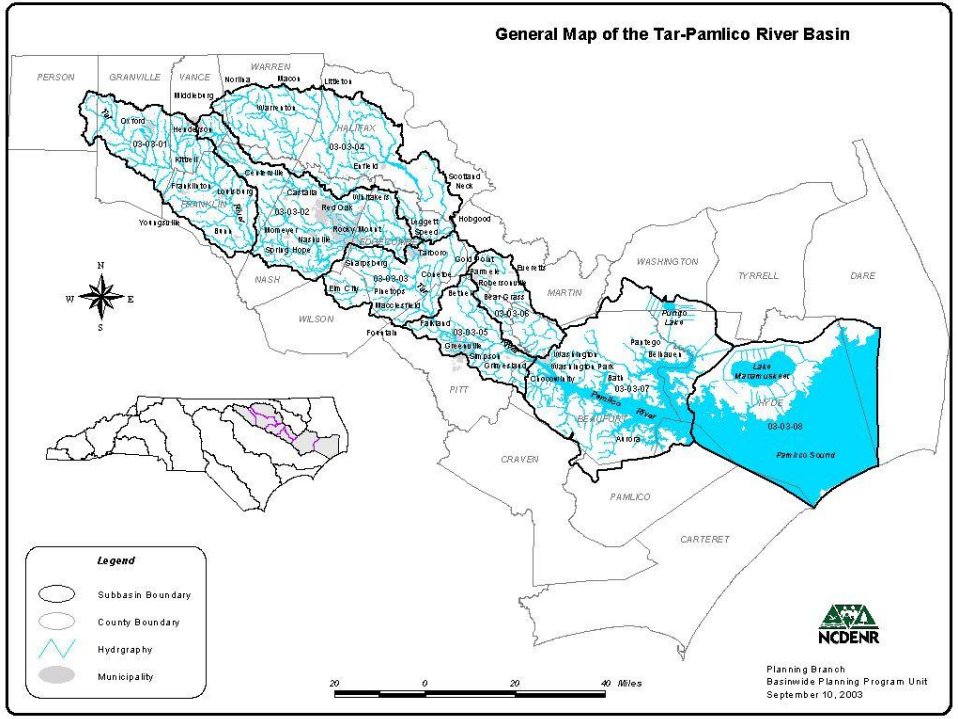 General Map of the Tar-Pamlico River Basin
PERSON
GRANVILLE
VANCE
WARREN
Norlina
Macon
Littleton
Middleburg
Warrenton
Tar
Oxford
Henderson
HALIFAX
03-03-01
03-03-04
Kittrell
Enfield
Centerville
Scotland
Neck
Franklinton
Louisburg
Castalia
Whitakers
FRANKLIN
River
03-03-02
Red Oak
Leggett
Hobgood
Youngsville
Bunn
Momeyer
Rocky Mount
Speed
Nashville
EDGECOMBE
Spring Hope
Tarboro
Sharpsburg
Gold Point
Everetts
WASHINGTON
TYRRELL
DARE
N
W
E
S
NASH
03-03-03
Conetoe
Parmele
Robersonville
MARTIN
Elm City
Pinetops
Tar
Bethel
Bear Grass
Macclesfield
03-03-06
Pungo
Lake
WILSON
Falkland
Fountain
03-03-05
Greenville
River
Simpson
Grimesland
Pantego
Belhaven
Washington
Washington Park
Chocowinity
Bath
03-03-07
Lake
Mattamuskeet
PITT
Pamlico
River
HYDE
BEAUFORT
03-03-08
Aurora
Pamlico Sound
CRAVEN
PAMLICO
CARTERET
Legend
Subbasin Boundary
County Boundary
Hydrgraphy
Municipality
NCDENR
20 0 20 40 Miles
Planning Branch
Basinwide Planning Program Unit
September 10, 2003